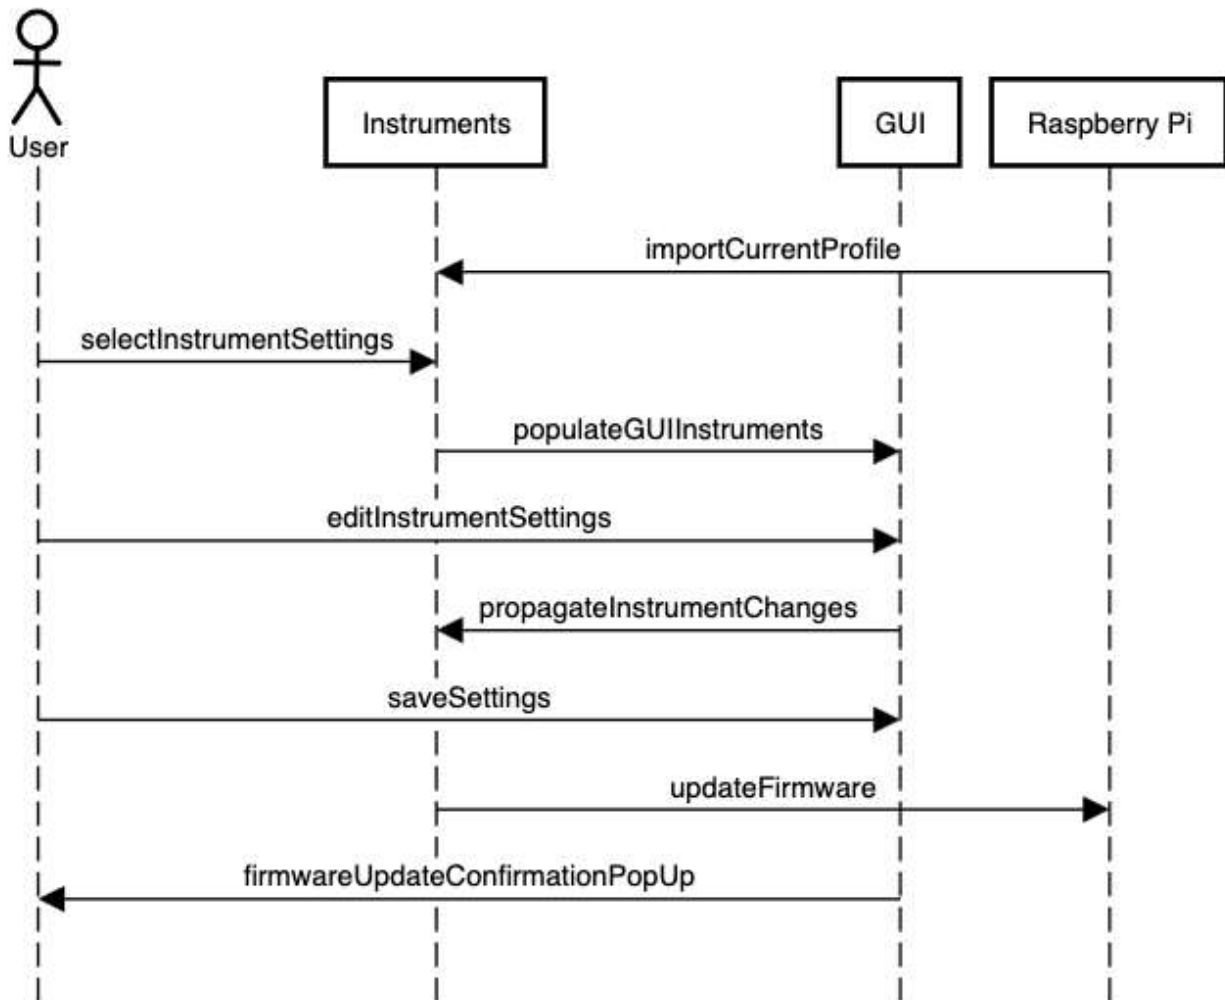 User
Instruments
GUI
Raspberry Pi
importCurrentProfile
selectInstrumentSettings
populateGUIInstruments
editInstrumentSettings
propagateInstrumentChanges
saveSettings
updateFirmware
firmwareUpdateConfirmationPopUp